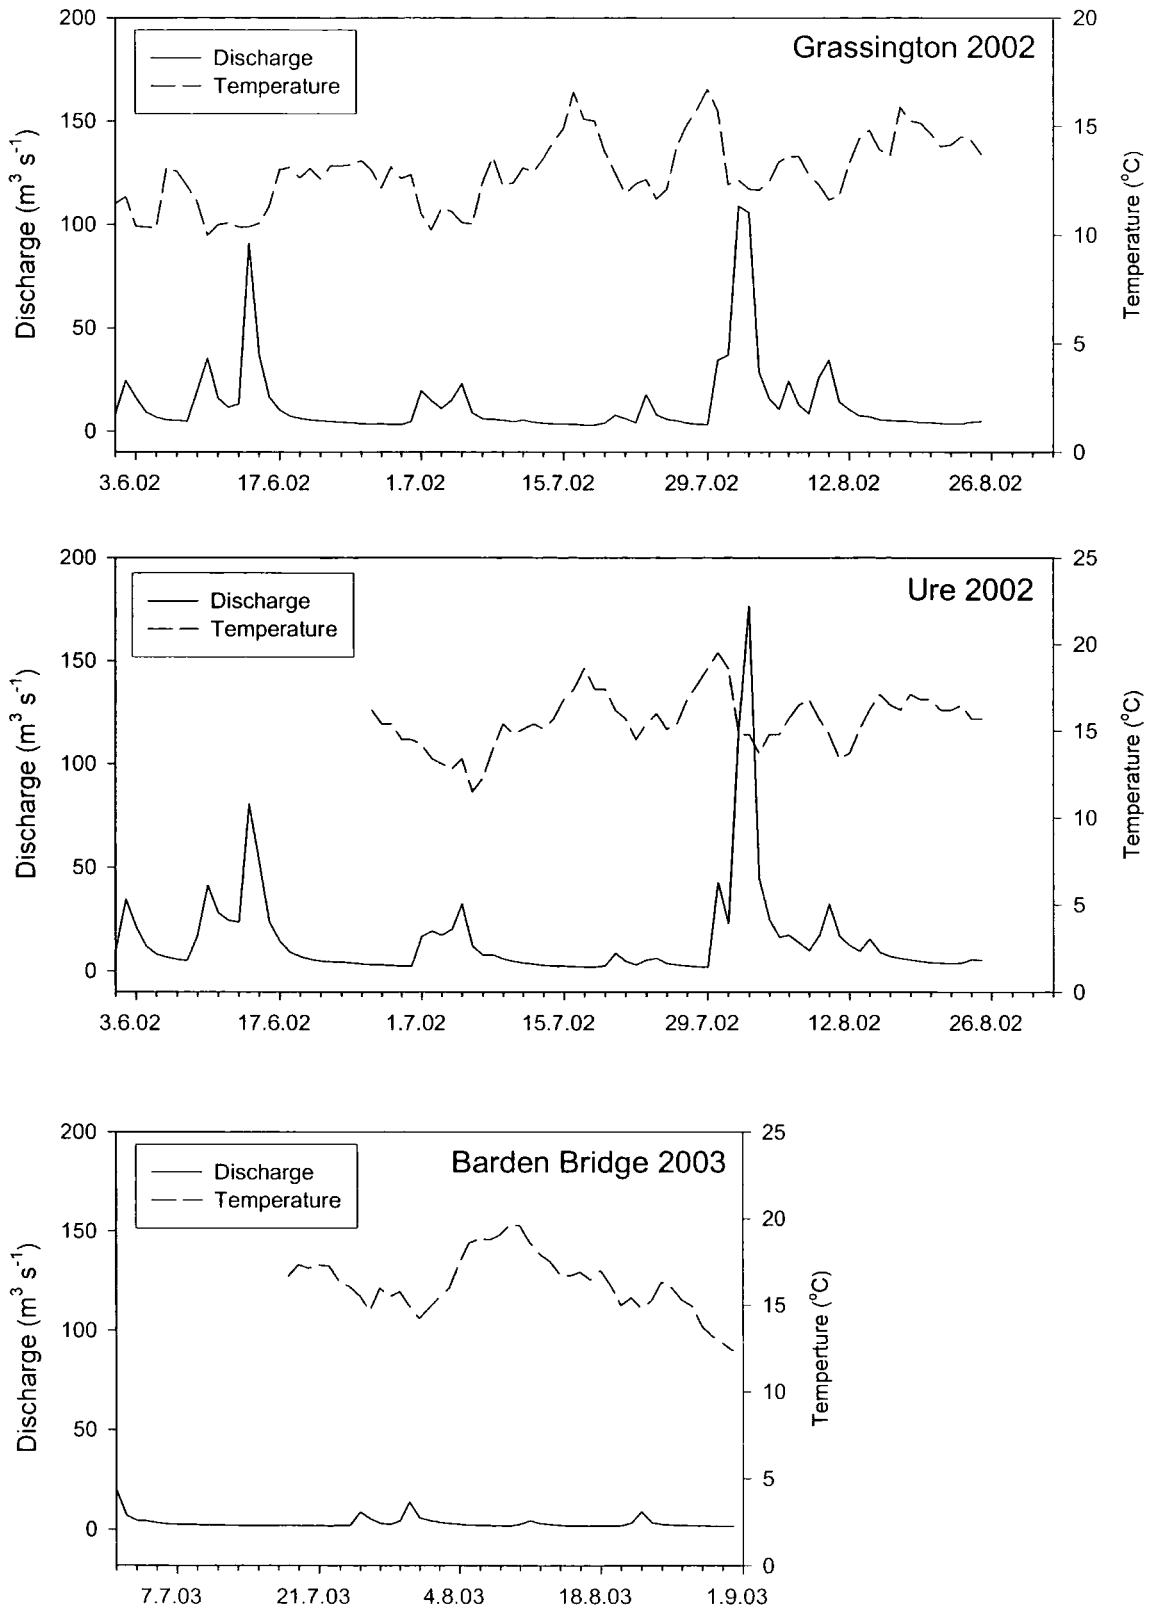 Grassington 2002
Discharge
Temperature
Discharge (m³ s⁻¹)
200
150
100
50
0
Temperature (°C)
20
15
10
5
0
3.6.02 17.6.02 1.7.02 15.7.02 29.7.02 12.8.02 26.8.02
Ure 2002
Discharge
Temperature
Discharge (m³ s⁻¹)
200
150
100
50
0
Temperature (°C)
25
20
15
10
5
0
3.6.02 17.6.02 1.7.02 15.7.02 29.7.02 12.8.02 26.8.02
Barden Bridge 2003
Discharge
Temperature
Discharge (m³ s⁻¹)
200
150
100
50
0
Temperture (°C)
25
20
15
10
5
0
7.7.03 21.7.03 4.8.03 18.8.03 1.9.03